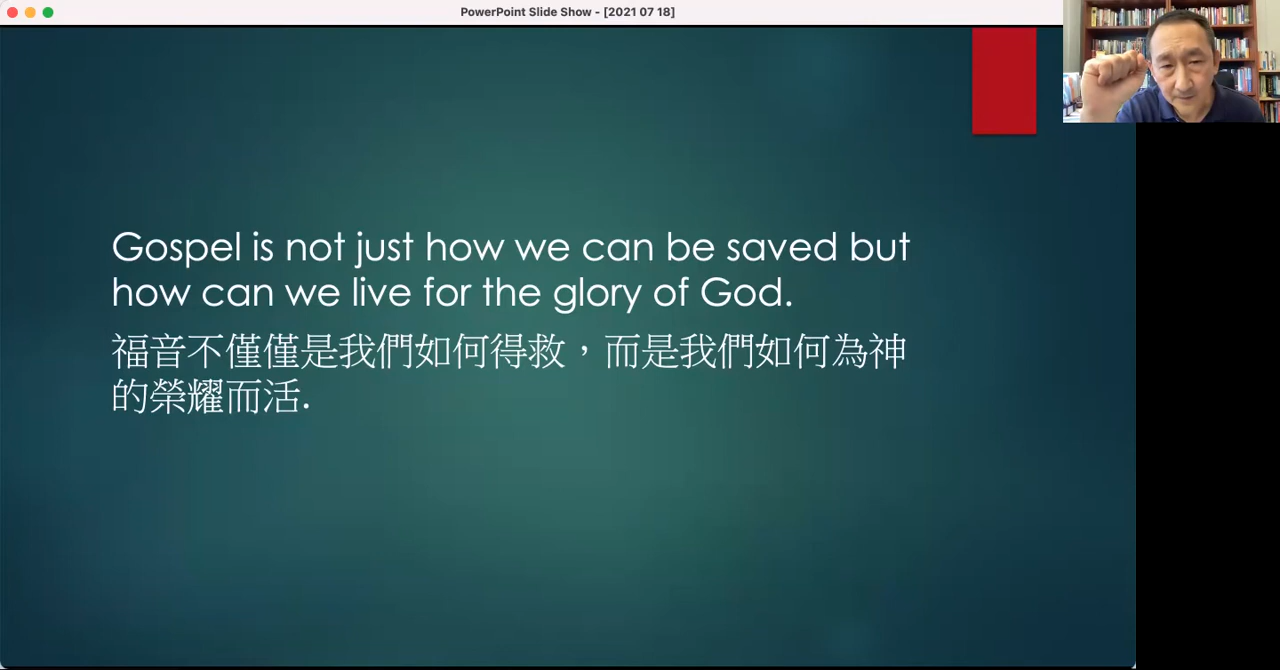 PowerPoint Slide Show - [2021 07 18]
Gospel is not just how we can be saved but
how can we live for the glory of God.
福音不僅僅是我們如何得救，而是我們如何為神
的榮耀而活.